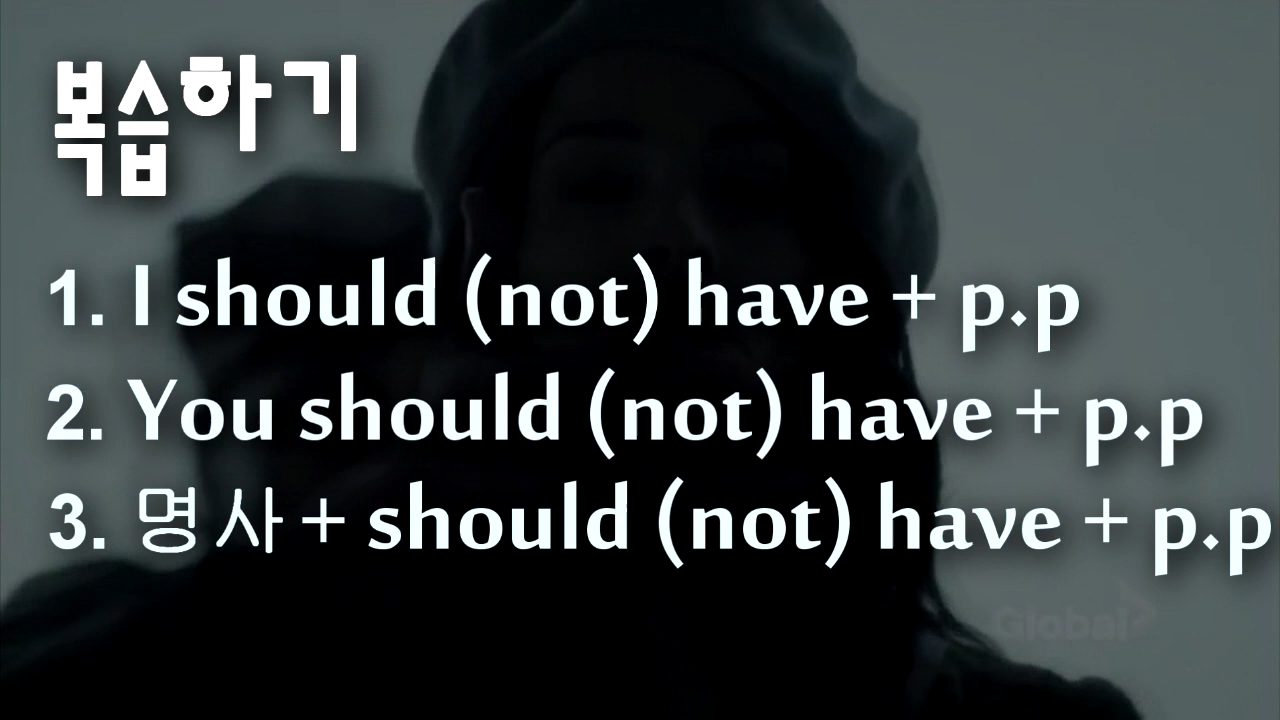 복습하기
1. I should (not) have + p.p
2. You should (not) have + p.p
3. 명사 + should (not) have + p.p
Global